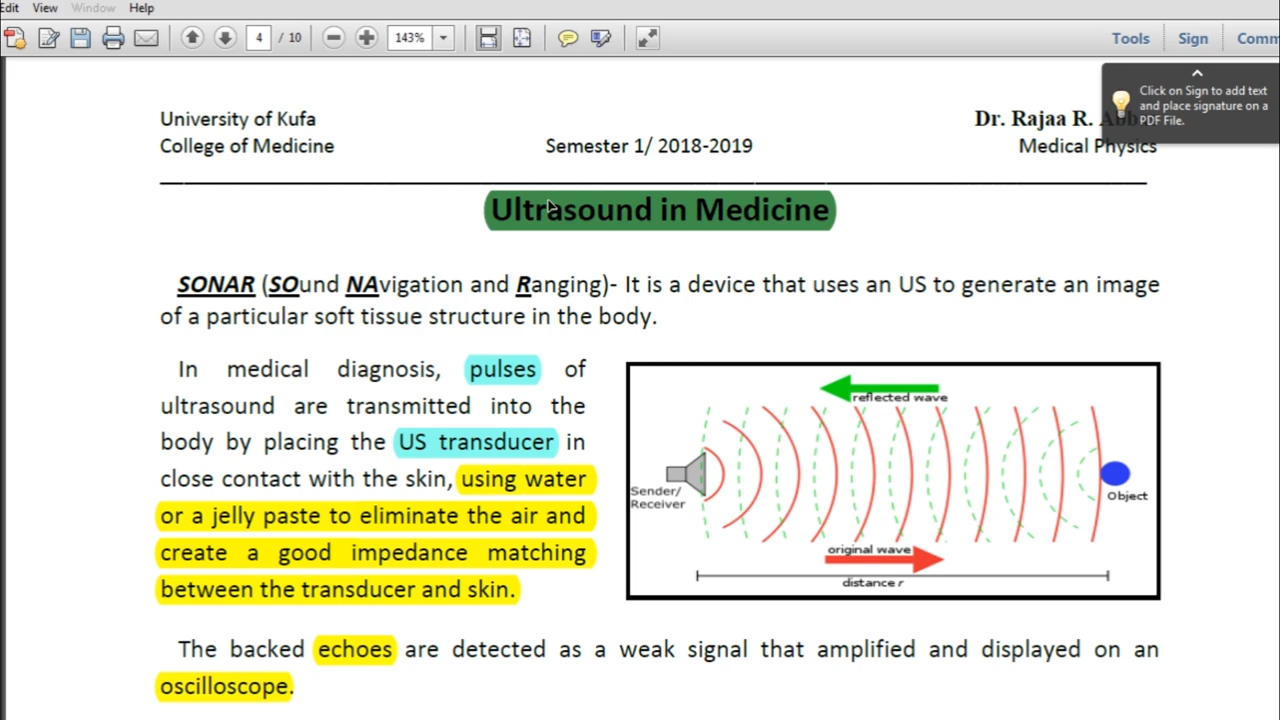 Edit View Window Help
4 / 10 143% Tools Sign Comm
Click on Sign to add text
and place signature on a
PDF File.
University of Kufa Dr. Rajaa R.
College of Medicine Semester 1/ 2018-2019 Medical Physics
Ultrasound in Medicine
SONAR (SOund NAvigation and Ranging)- It is a device that uses an US to generate an image
of a particular soft tissue structure in the body.
In medical diagnosis, pulses of
ultrasound are transmitted into the
body by placing the US transducer in
close contact with the skin, using water
or a jelly paste to eliminate the air and
create a good impedance matching
between the transducer and skin.
reflected wave
Sender/
Receiver
Object
original wave
distance r
The backed echoes are detected as a weak signal that amplified and displayed on an
oscilloscope.